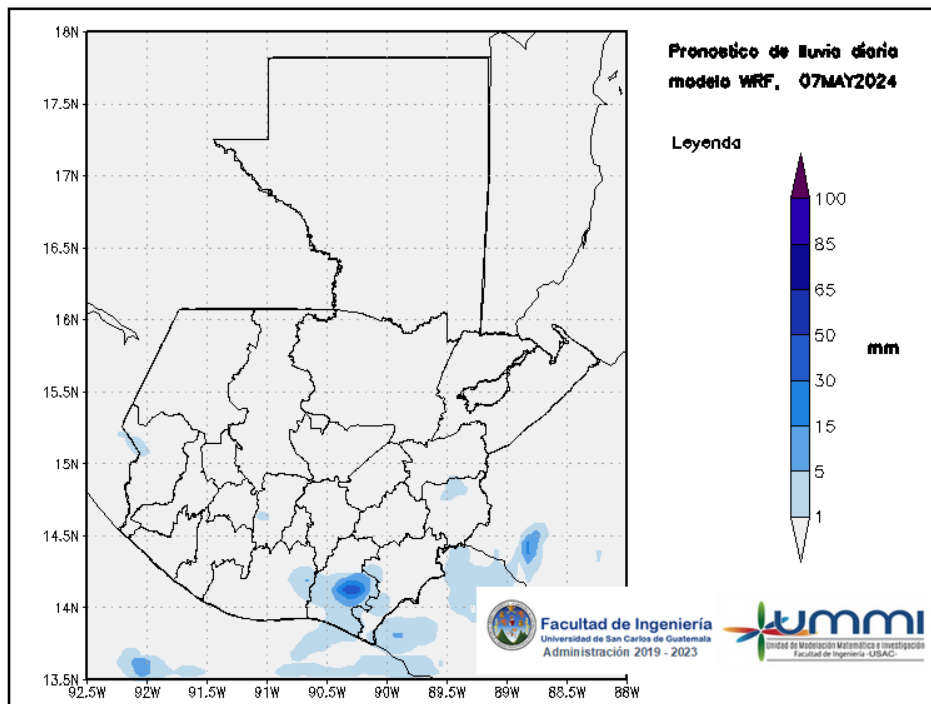 Pronostico de lluvia diaria
modelo WRF, 07MAY2024
Leyenda
100
85
65
50
30
15
5
1
mm
18N
17.5N
17N
16.5N
16N
15.5N
15N
14.5N
14N
13.5N
92.5W 92W 91.5W 91W 90.5W 90W 89.5W 89W 88.5W 88W
Facultad de Ingeniería
Universidad de San Carlos de Guatemala
Administración 2019 - 2023
UMMI
Unidad de Modelación Matemática e Investigación
Facultad de Ingeniería -USAC-